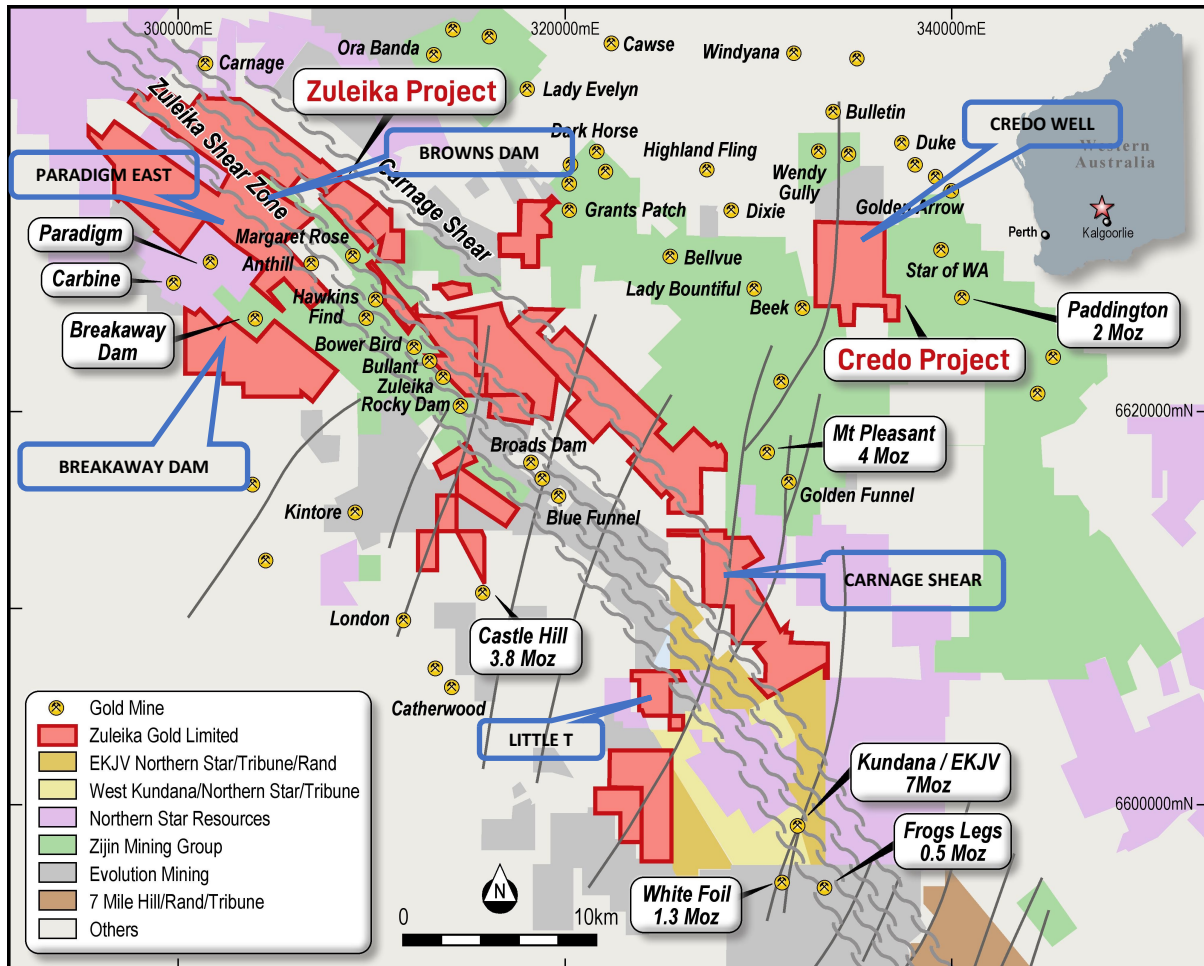 300000mE
320000mE
340000mE
Ora Banda
Cawse
Windyana
Carnage
Zuleika Project
Lady Evelyn
Zuleika Shear Zone
Bulletin
CREDO WELL
Dark Horse
BROWNS DAM
Duke
Western
Australia
PARADIGM EAST
Carnage Shear
Highland Fling
Wendy
Gully
Golden Arrow
Grants Patch
Dixie
Perth
Kalgoorlie
Paradigm
Margaret Rose
Anthill
Bellvue
Star of WA
Carbine
Hawkins
Find
Lady Bountiful
Beek
Paddington
2 Moz
Breakaway
Dam
Bower Bird
Bullant
Zuleika
Rocky Dam
Credo Project
6620000mN
BREAKAWAY DAM
Broads Dam
Mt Pleasant
4 Moz
Golden Funnel
Kintore
Blue Funnel
CARNAGE SHEAR
London
Castle Hill
3.8 Moz
Catherwood
LITTLE T
Gold Mine
Zuleika Gold Limited
EKJV Northern Star/Tribune/Rand
West Kundana/Northern Star/Tribune
Northern Star Resources
Zijin Mining Group
Evolution Mining
7 Mile Hill/Rand/Tribune
Others
Kundana / EKJV
7Moz
6600000mN
Frogs Legs
0.5 Moz
White Foil
1.3 Moz
N
0
10km